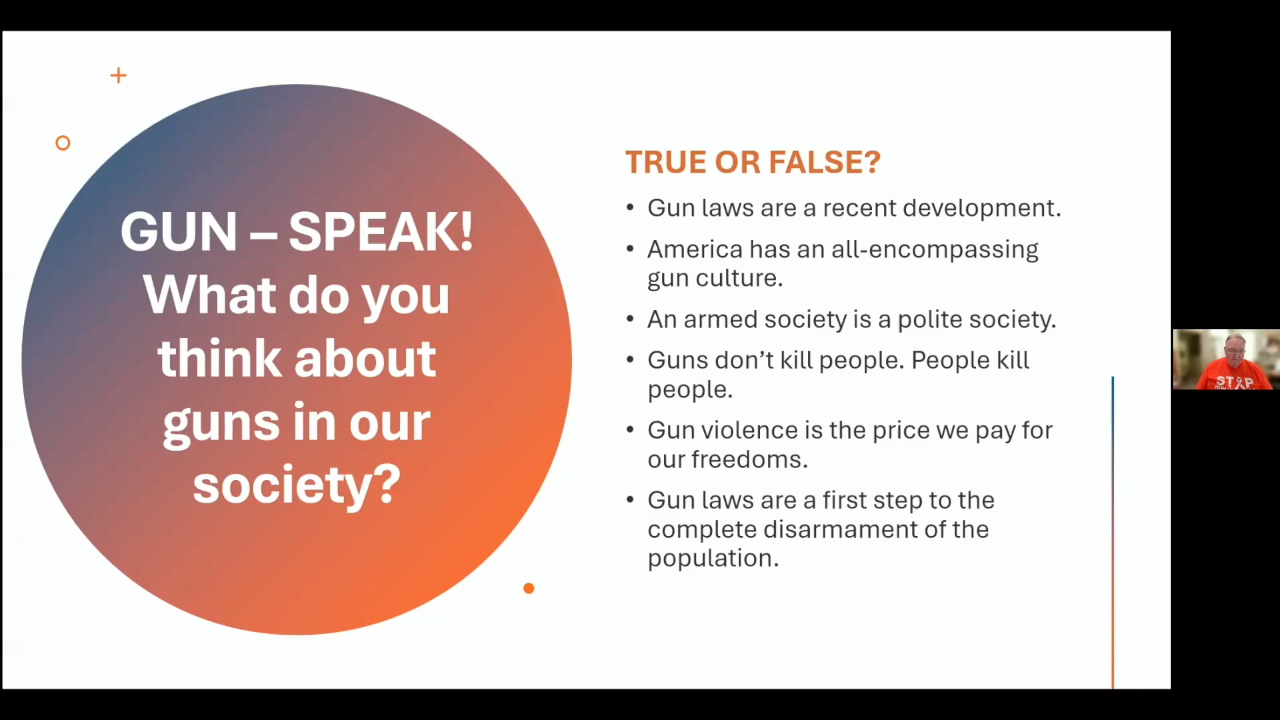 GUN – SPEAK!
What do you
think about
guns in our
society?
TRUE OR FALSE?
• Gun laws are a recent development.
• America has an all-encompassing
gun culture.
• An armed society is a polite society.
• Guns don’t kill people. People kill
people.
• Gun violence is the price we pay for
our freedoms.
• Gun laws are a first step to the
complete disarmament of the
population.
ST P